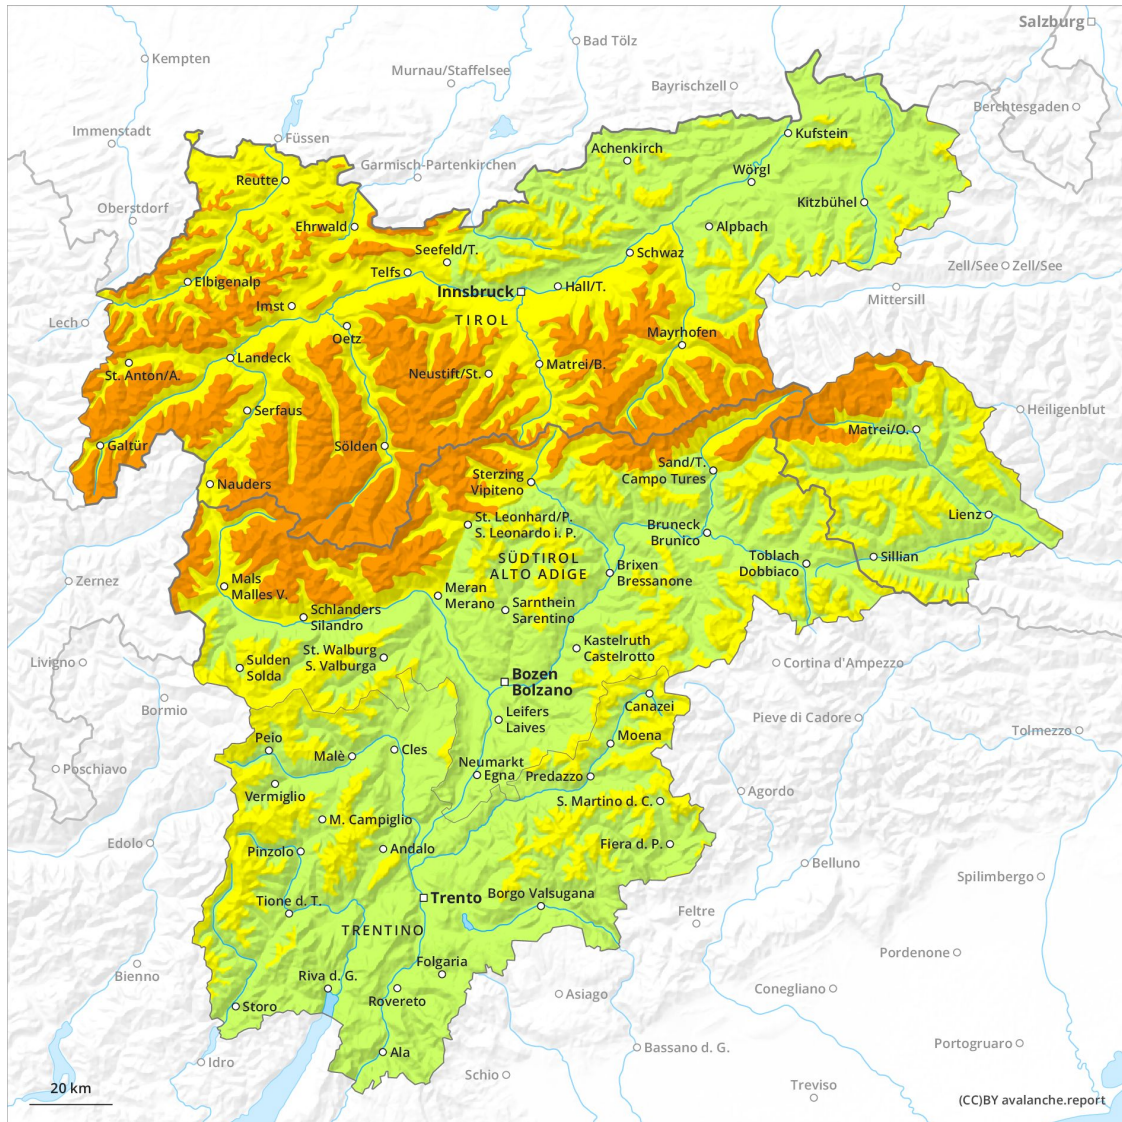 Salzburg
Bad Tölz
Kempten
Murnau/Staffelsee
Bayrischzell
Berchtesgaden
Immenstadt
Füssen
Kufstein
Achenkirch
Garmisch-Partenkirchen
Wörgl
Reutte
Kitzbühel
Oberstdorf
Ehrwald
Alpbach
Seefeld/T.
Schwaz
Zell/See
Zell/See
Telfs
Elbigenalp
Hall/T.
Innsbruck
Mittersill
Imst
TIROL
Lech
Oetz
Mayrhofen
Landeck
Matrei/B.
St. Anton/A.
Neustift/St.
Serfaus
Heiligenblut
Matrei/O.
Galtür
Sölden
Sand/T.
Campo Tures
Sterzing
Vipiteno
Nauders
Lienz
St. Leonhard/P.
S. Leonardo i. P.
Bruneck
Brunico
SÜDTIROL
ALTO ADIGE
Toblach
Dobbiaco
Sillian
Brixen
Bressanone
Zernez
Mals
Malles V.
Meran
Merano
Sarnthein
Sarentino
Schlanders
Silandro
Kastelruth
Castelrotto
St. Walburg
S. Valburga
Livigno
Sulden
Solda
Cortina d'Ampezzo
Bozen
Bolzano
Canazei
Bormio
Leifers
Laives
Pieve di Cadore
Tolmezzo
Peio
Moena
Cles
Malè
Neumarkt
Egna
Predazzo
Poschiavo
Vermiglio
Agordo
S. Martino d. C.
M. Campiglio
Edolo
Pinzolo
Andalo
Fiera d. P.
Belluno
Spilimbergo
Borgo Valsugana
Trento
Tione d. T.
Feltre
TRENTINO
Pordenone
Folgaria
Bienno
Riva d. G.
Rovereto
Asiago
Conegliano
Storo
Portogruaro
Bassano d. G.
Ala
Idro
Schio
Treviso
20 km
(CC)BY avalanche.report